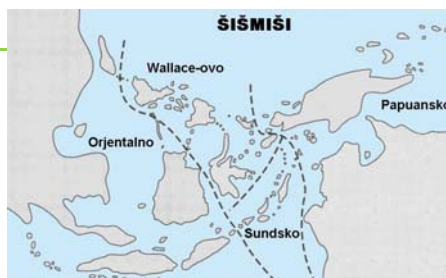 ŠIŠMIŠI
Wallace-ovo
Papuansko
Orjentalno
Sundsko